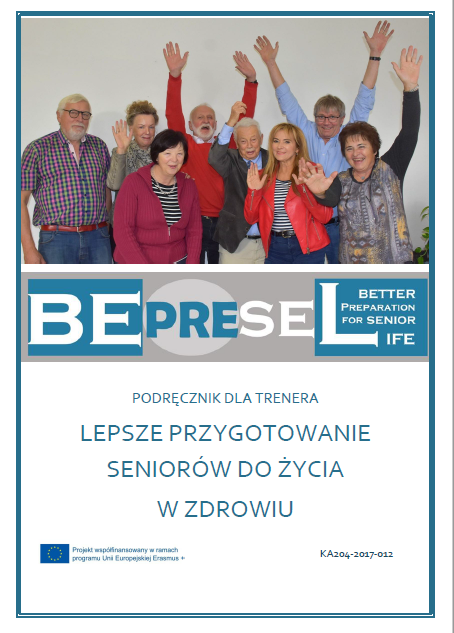 BEPRESEL
BETTER
PREPARATION
FOR SENIOR
IFE
PODRĘCZNIK DLA TRENERA
LEPSZE PRZYGOTOWANIE
SENIORÓW DO ŻYCIA
W ZDROWIU
Projekt współfinansowany w ramach
programu Unii Europejskiej Erasmus +
KA204-2017-012